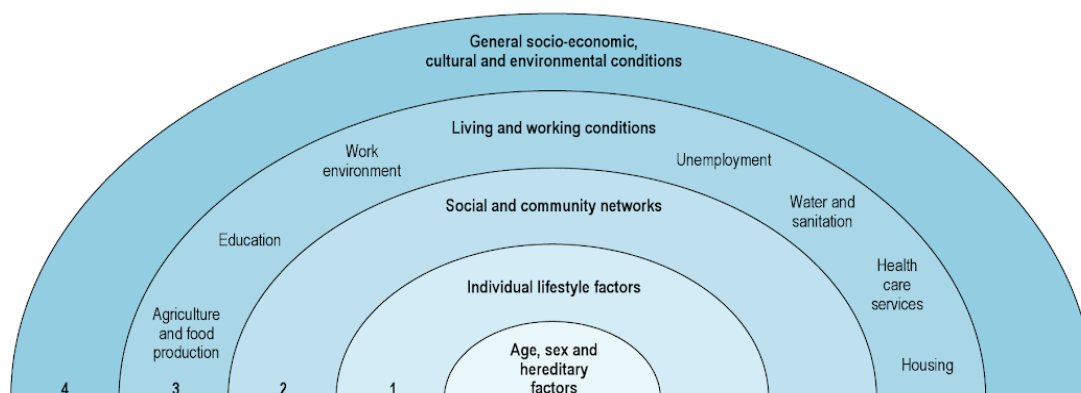 General socio-economic,
cultural and environmental conditions
Living and working conditions
Work
environment
Unemployment
Social and community networks
Water and
sanitation
Education
Health
care
services
Individual lifestyle factors
Agriculture
and food
production
Age, sex and
hereditary
factors
Housing
4
3
2
1